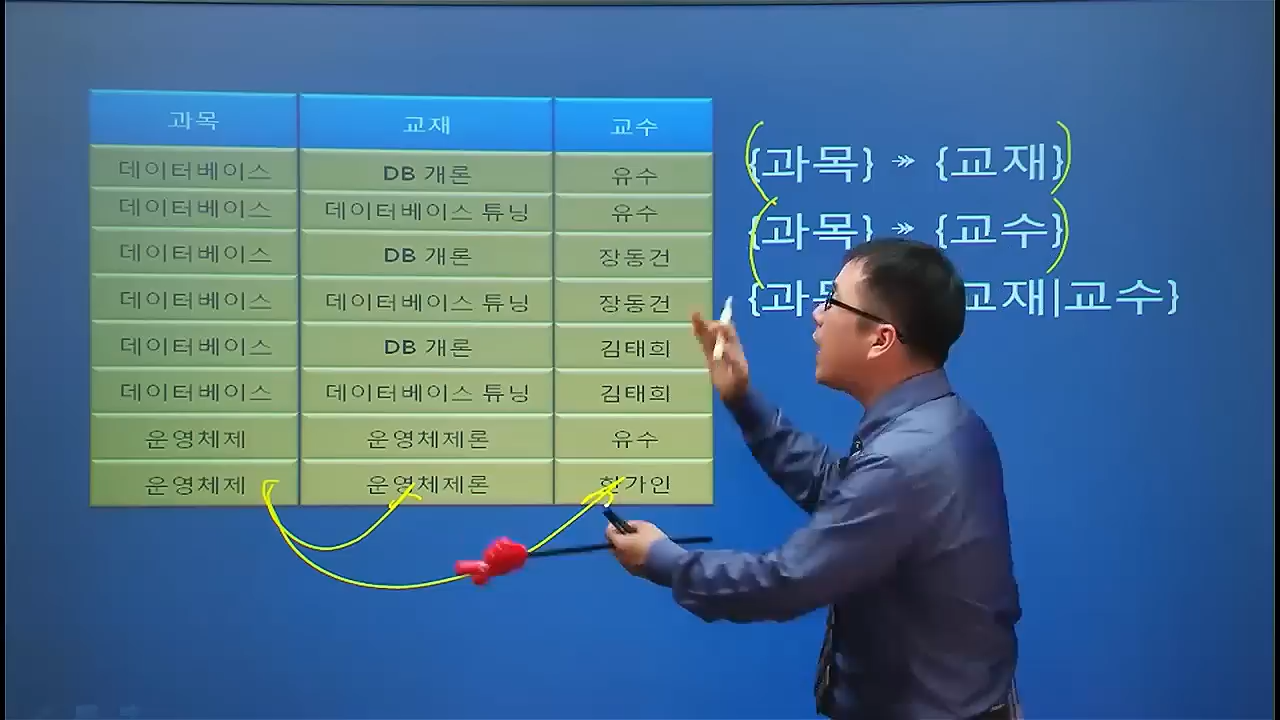 과목 교재 교수
데이터베이스 DB 개론 유수
데이터베이스 데이터베이스 튜닝 유수
데이터베이스 DB 개론 장동건
데이터베이스 데이터베이스 튜닝 장동건
데이터베이스 DB 개론 김태희
데이터베이스 데이터베이스 튜닝 김태희
운영체제 운영체제론 유수
운영체제 운영체제론 한가인
{과목} ↠ {교재}
{과목} ↠ {교수}
{과 교재|교수}